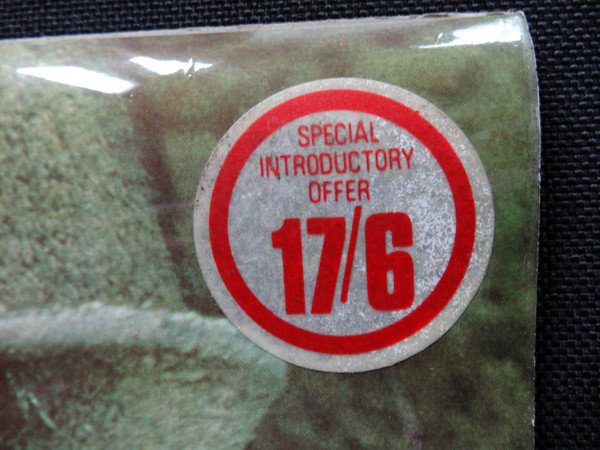 SPECIAL
INTRODUCTORY
OFFER
17/6